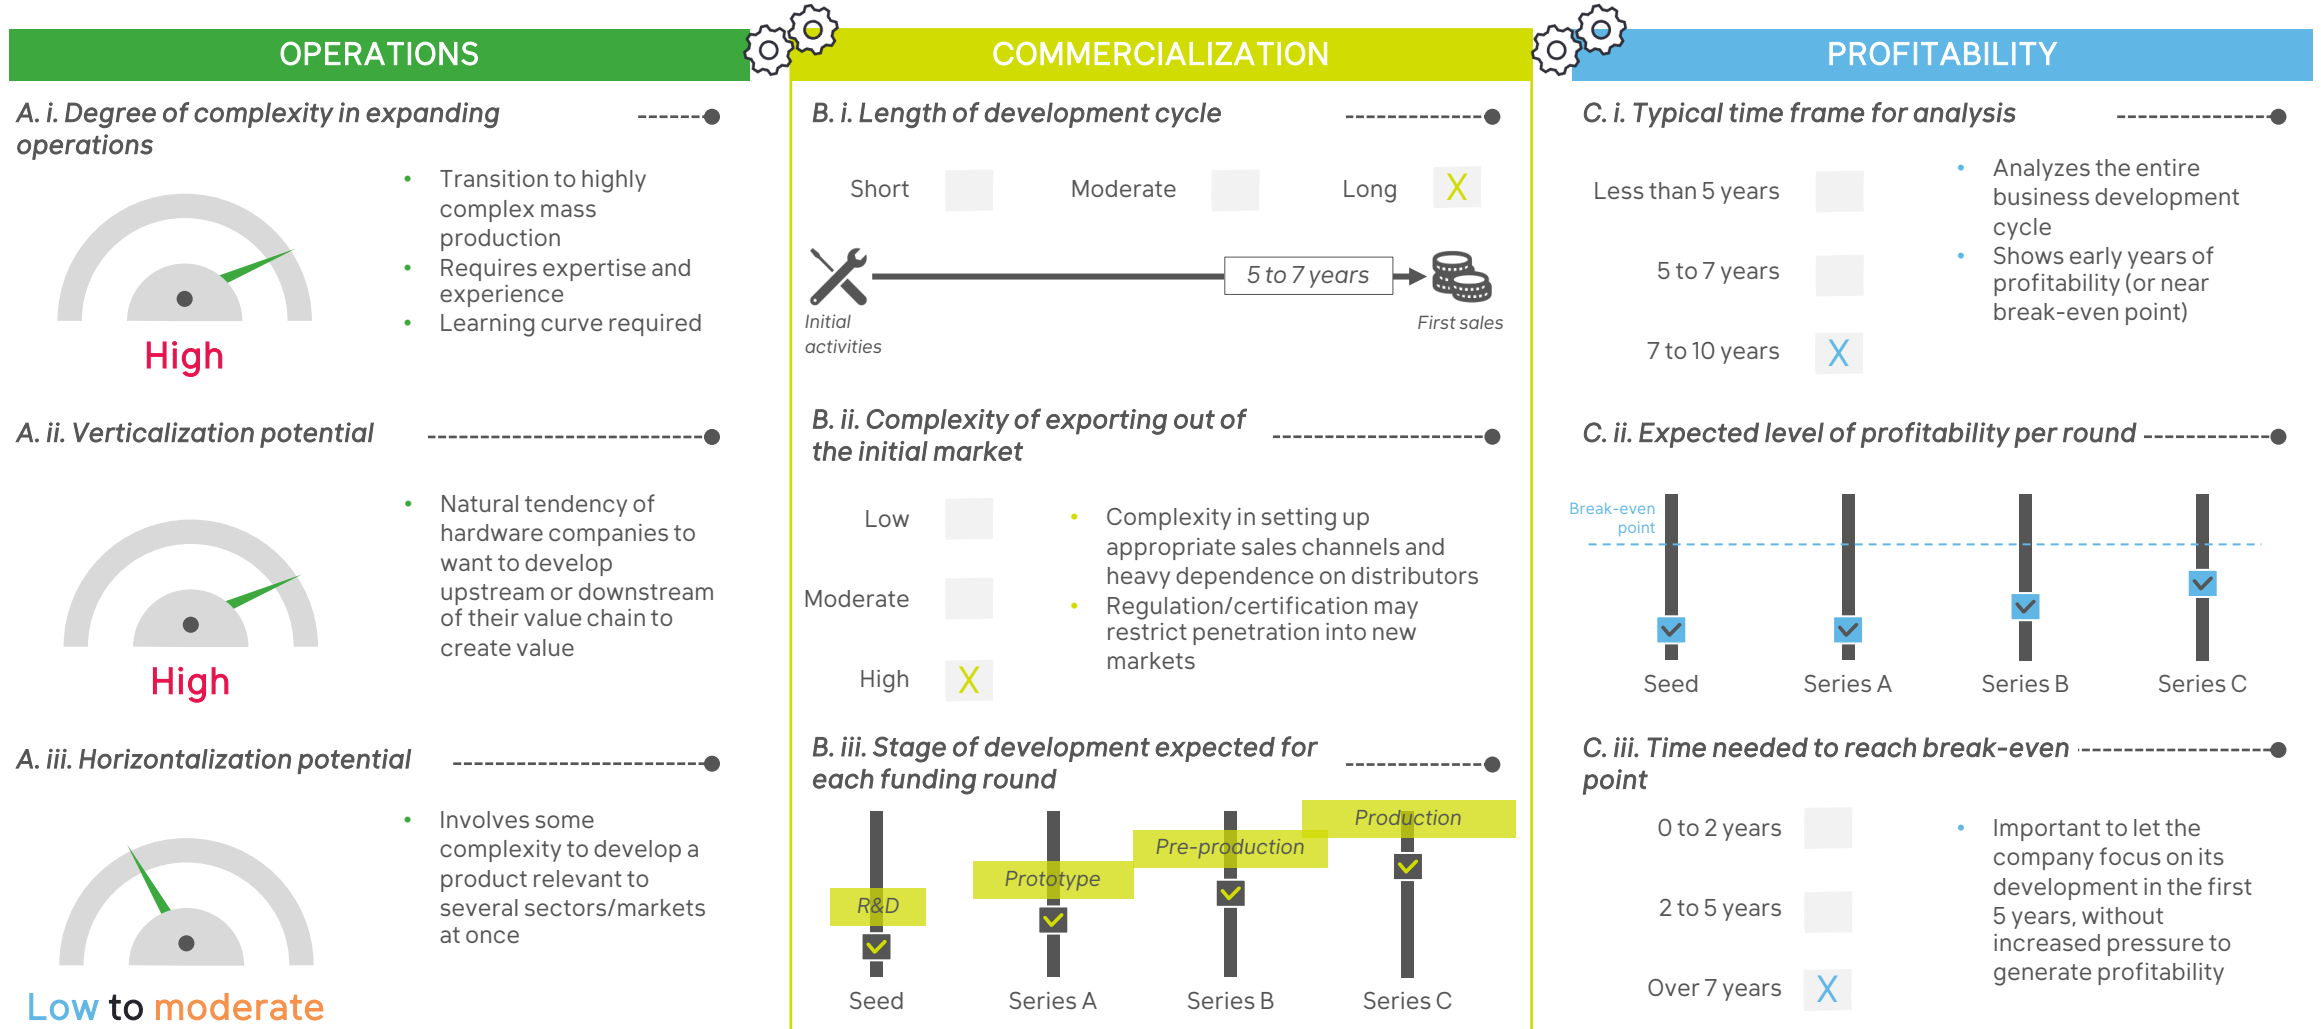 OPERATIONS
A. i. Degree of complexity in expanding
operations
• Transition to highly
complex mass
production
• Requires expertise and
experience
• Learning curve required
High
A. ii. Verticalization potential
• Natural tendency of
hardware companies to
want to develop
upstream or downstream
of their value chain to
create value
High
A. iii. Horizontalization potential
• Involves some
complexity to develop a
product relevant to
several sectors/markets
at once
Low to moderate
COMMERCIALIZATION
B. i. Length of development cycle
Short Moderate Long X
5 to 7 years
Initial
activities
First sales
B. ii. Complexity of exporting out of
the initial market
Low
Moderate
High X
• Complexity in setting up
appropriate sales channels and
heavy dependence on distributors
• Regulation/certification may
restrict penetration into new
markets
B. iii. Stage of development expected for
each funding round
Production
Pre-production
Prototype
R&D
Seed Series A Series B Series C
PROFITABILITY
C. i. Typical time frame for analysis
Less than 5 years
5 to 7 years
7 to 10 years X
• Analyzes the entire
business development
cycle
• Shows early years of
profitability (or near
break-even point)
C. ii. Expected level of profitability per round
Break-even
point
Seed Series A Series B Series C
C. iii. Time needed to reach break-even
point
0 to 2 years
2 to 5 years
Over 7 years X
• Important to let the
company focus on its
development in the first
5 years, without
increased pressure to
generate profitability